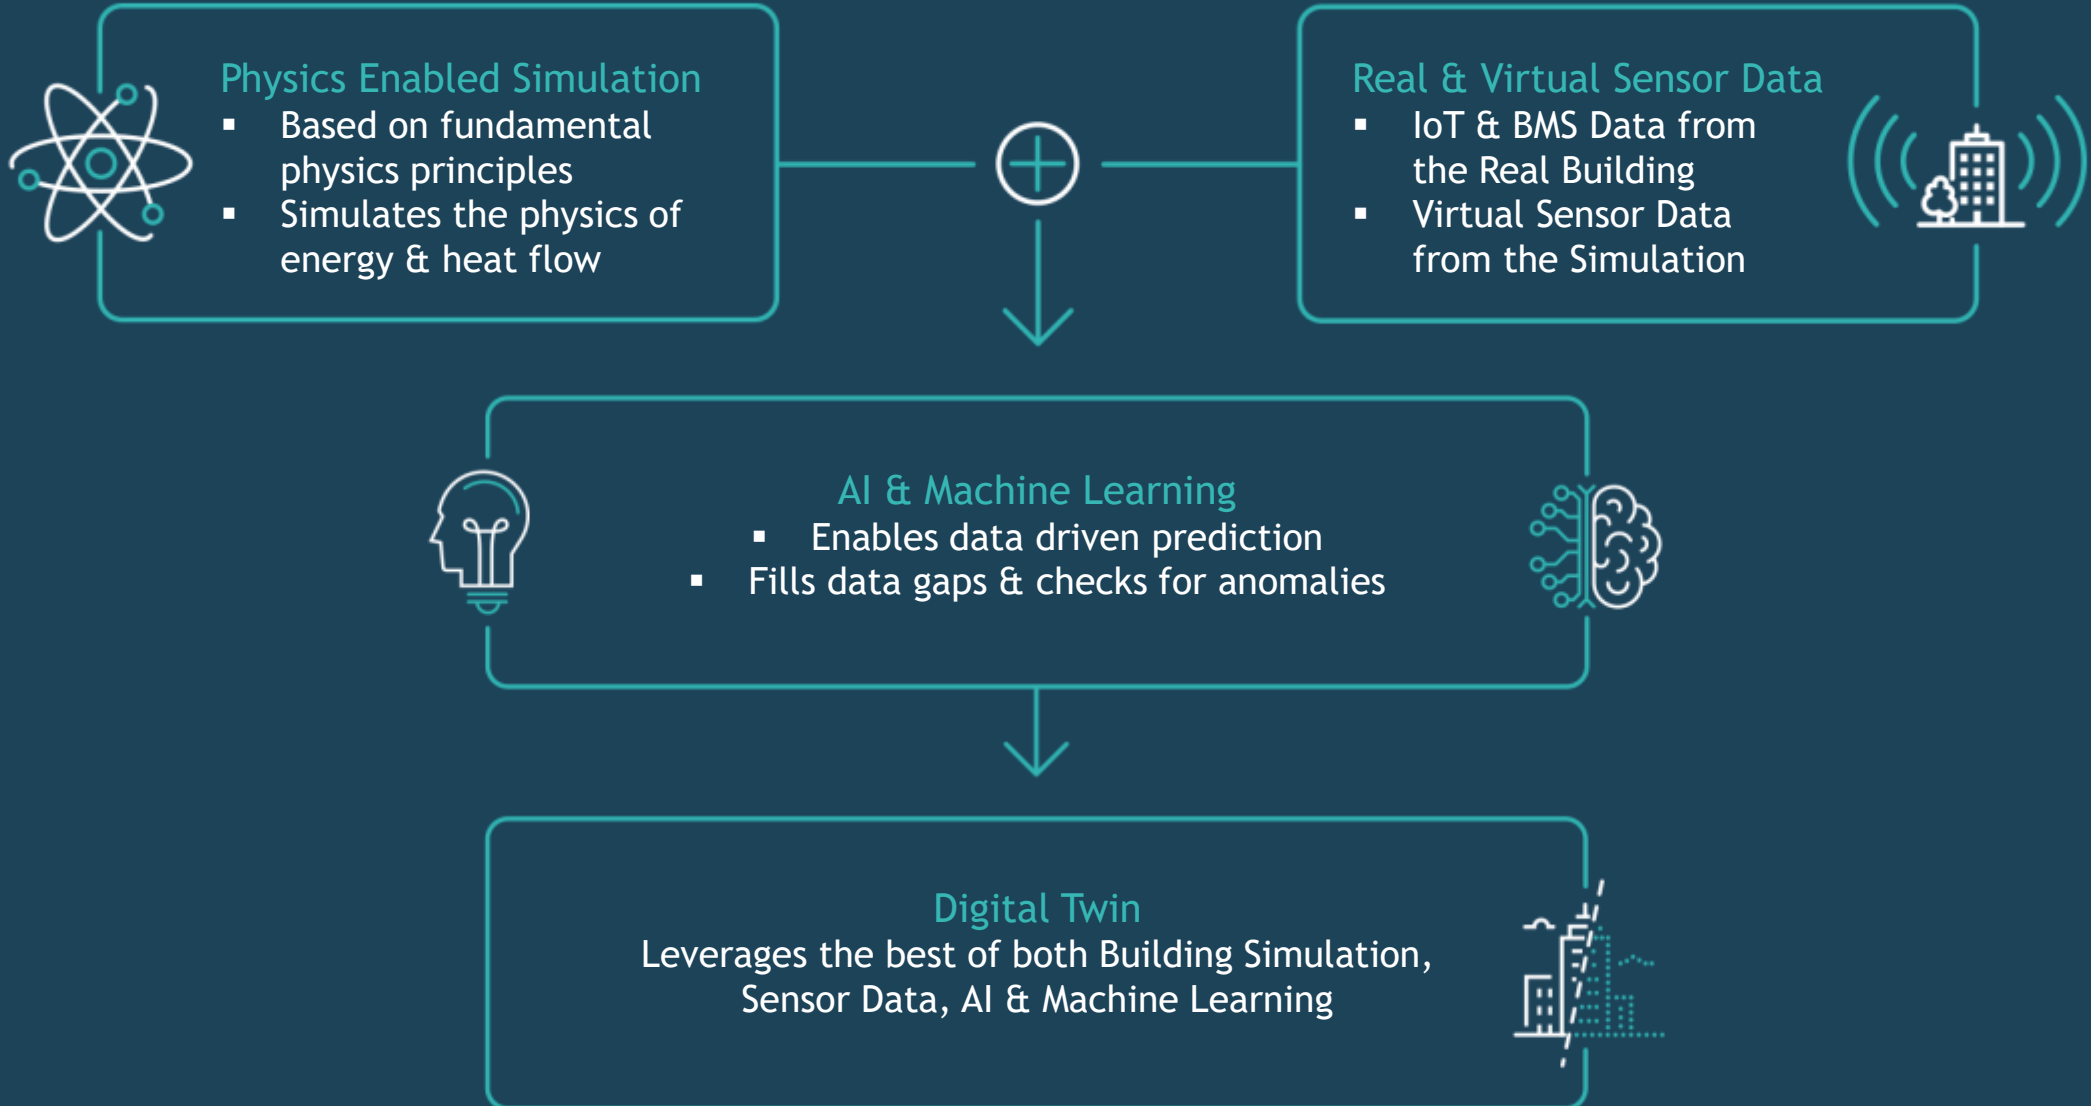 Physics Enabled Simulation
▪ Based on fundamental
physics principles
▪ Simulates the physics of
energy & heat flow
Real & Virtual Sensor Data
▪ IoT & BMS Data from
the Real Building
▪ Virtual Sensor Data
from the Simulation
AI & Machine Learning
▪ Enables data driven prediction
▪ Fills data gaps & checks for anomalies
Digital Twin
Leverages the best of both Building Simulation,
Sensor Data, AI & Machine Learning